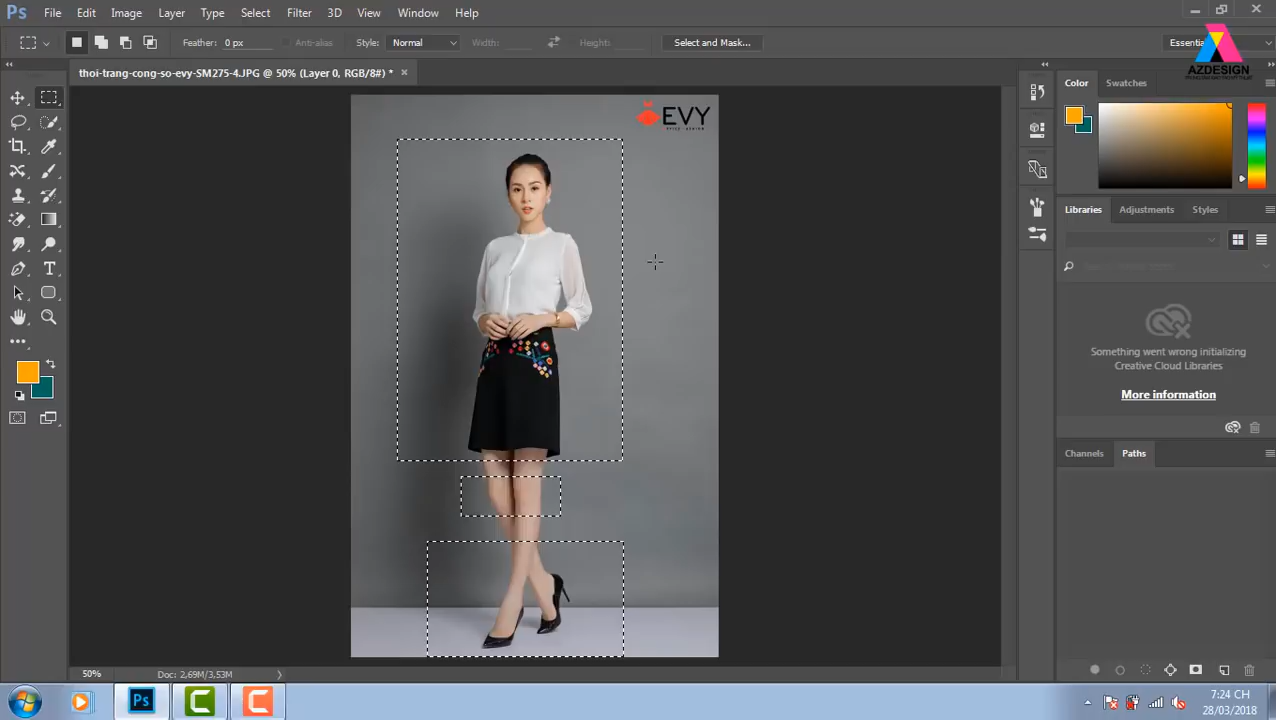 Ps File Edit Image Layer Type Select Filter 3D View Window Help
Feather: 0 px Anti-alias Style: Normal Width: Height: Select and Mask... Essenti
AZDESIGN
thoi-trang-cong-so-evy-SM275-4.JPG @ 50% (Layer 0, RGB/8#) * ×
Color Swatches
EVY
Libraries Adjustments Styles
Something went wrong initializing
Creative Cloud Libraries
More information
Channels Paths
50% Doc: 2,69M/3,53M
Ps
7:24 CH
28/03/2018